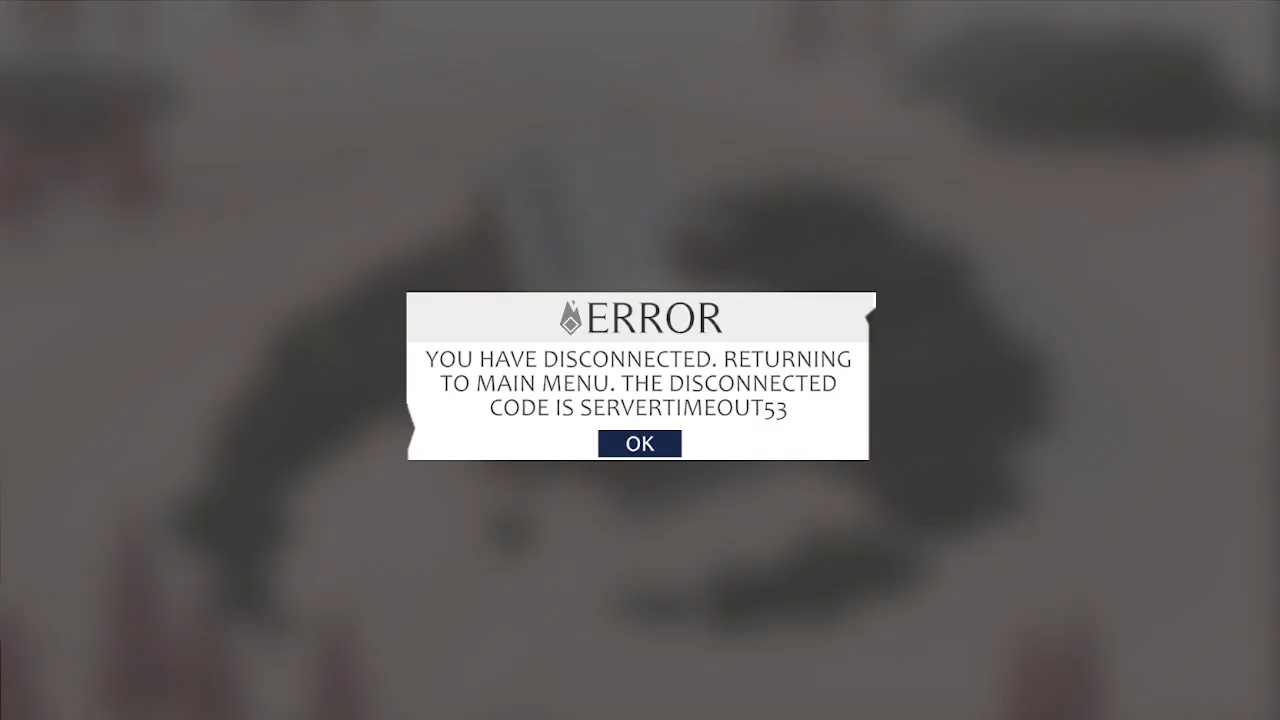 ERROR
YOU HAVE DISCONNECTED. RETURNING
TO MAIN MENU. THE DISCONNECTED
CODE IS SERVERTIMEOUT53
OK